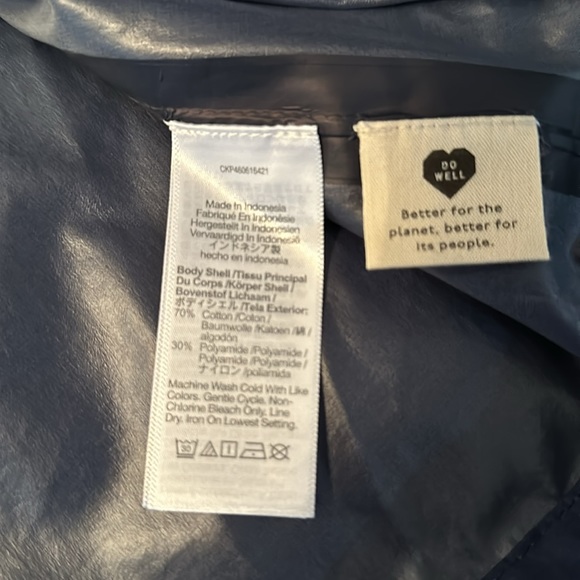 CKP460616421
Made in Indonesia
Fabriqué En Indonésie
Hergestellt In Indonesien
Vervaardigd In Indonesië
インドネシア製
hecho en indonesia
Body Shell /Tissu Principal
Du Corps /Körper Shell /
Bovenstof Lichaam /
ボディシェル /Tela Exterior:
70% Cotton /Coton /
Baumwolle /Katoen /綿 /
algodón
30% Polyamide /Polyamide /
Polyamide /Polyamide /
ナイロン /poliamida
Machine Wash Cold With Like
Colors. Gentle Cycle. Non-
Chlorine Bleach Only. Line
Dry. Iron On Lowest Setting.
30
DO
WELL
Better for the
planet, better for
its people.